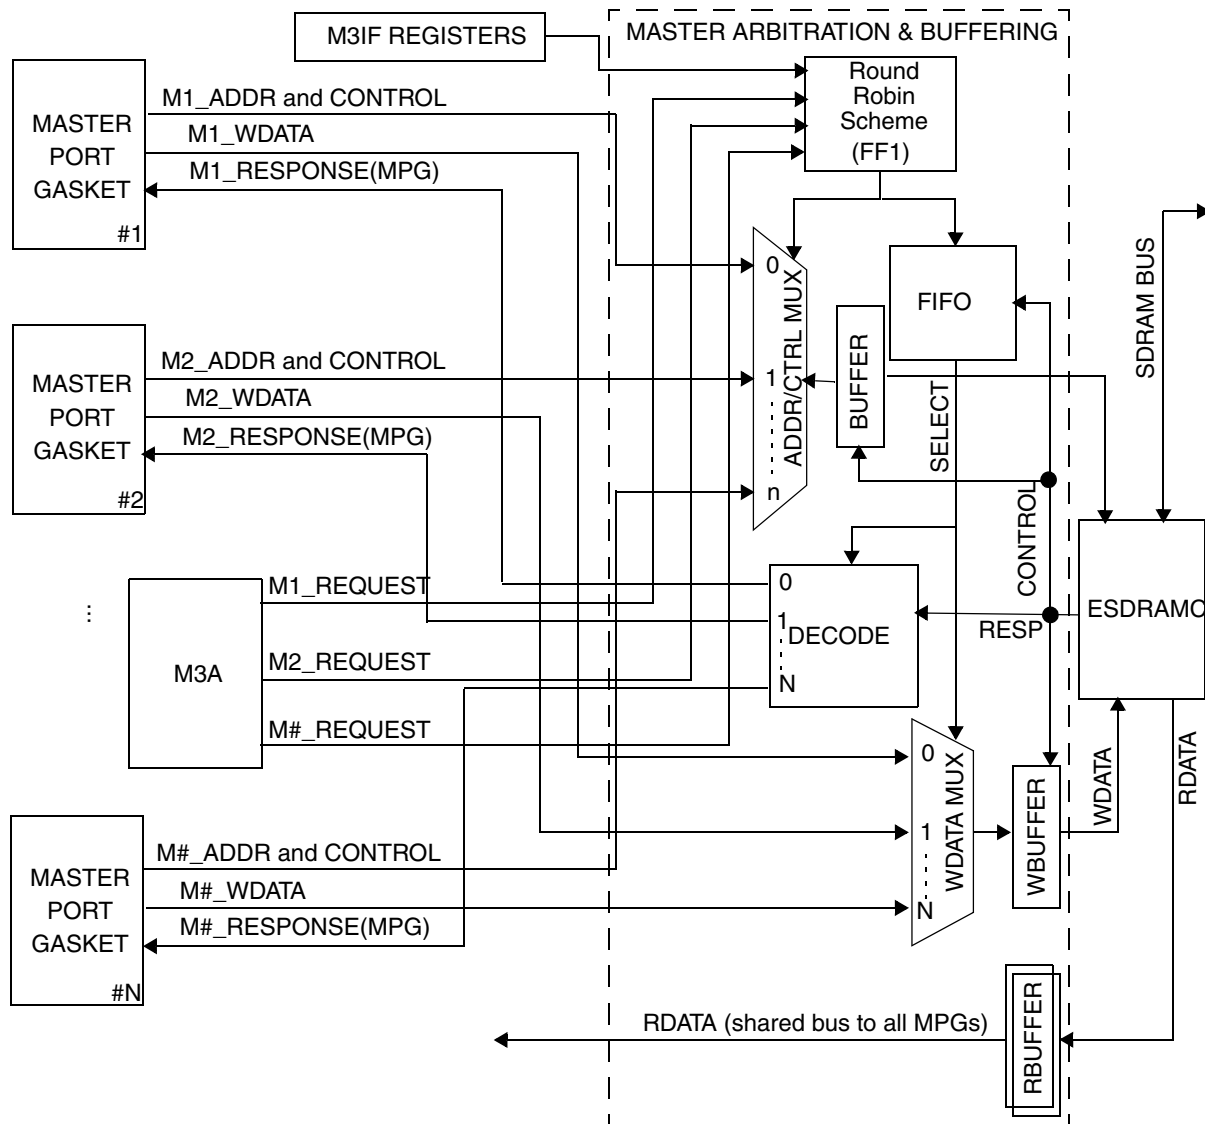 M3IF REGISTERS
MASTER ARBITRATION & BUFFERING
Round
Robin
Scheme
(FF1)
MASTER
PORT
GASKET
#1
M1_ADDR and CONTROL
M1_WDATA
M1_RESPONSE(MPG)
0
1
n
ADDR/CTRL MUX
BUFFER
FIFO
SELECT
CONTROL
SDRAM BUS
MASTER
PORT
GASKET
#2
M2_ADDR and CONTROL
M2_WDATA
M2_RESPONSE(MPG)
...
M3A
M1_REQUEST
M2_REQUEST
M#_REQUEST
0
1
N
DECODE
RESP
ESDRAMC
0
1
N
WDATA MUX
WBUFFER
WDATA
RDATA
MASTER
PORT
GASKET
#N
M#_ADDR and CONTROL
M#_WDATA
M#_RESPONSE(MPG)
RDATA (shared bus to all MPGs)
RBUFFER